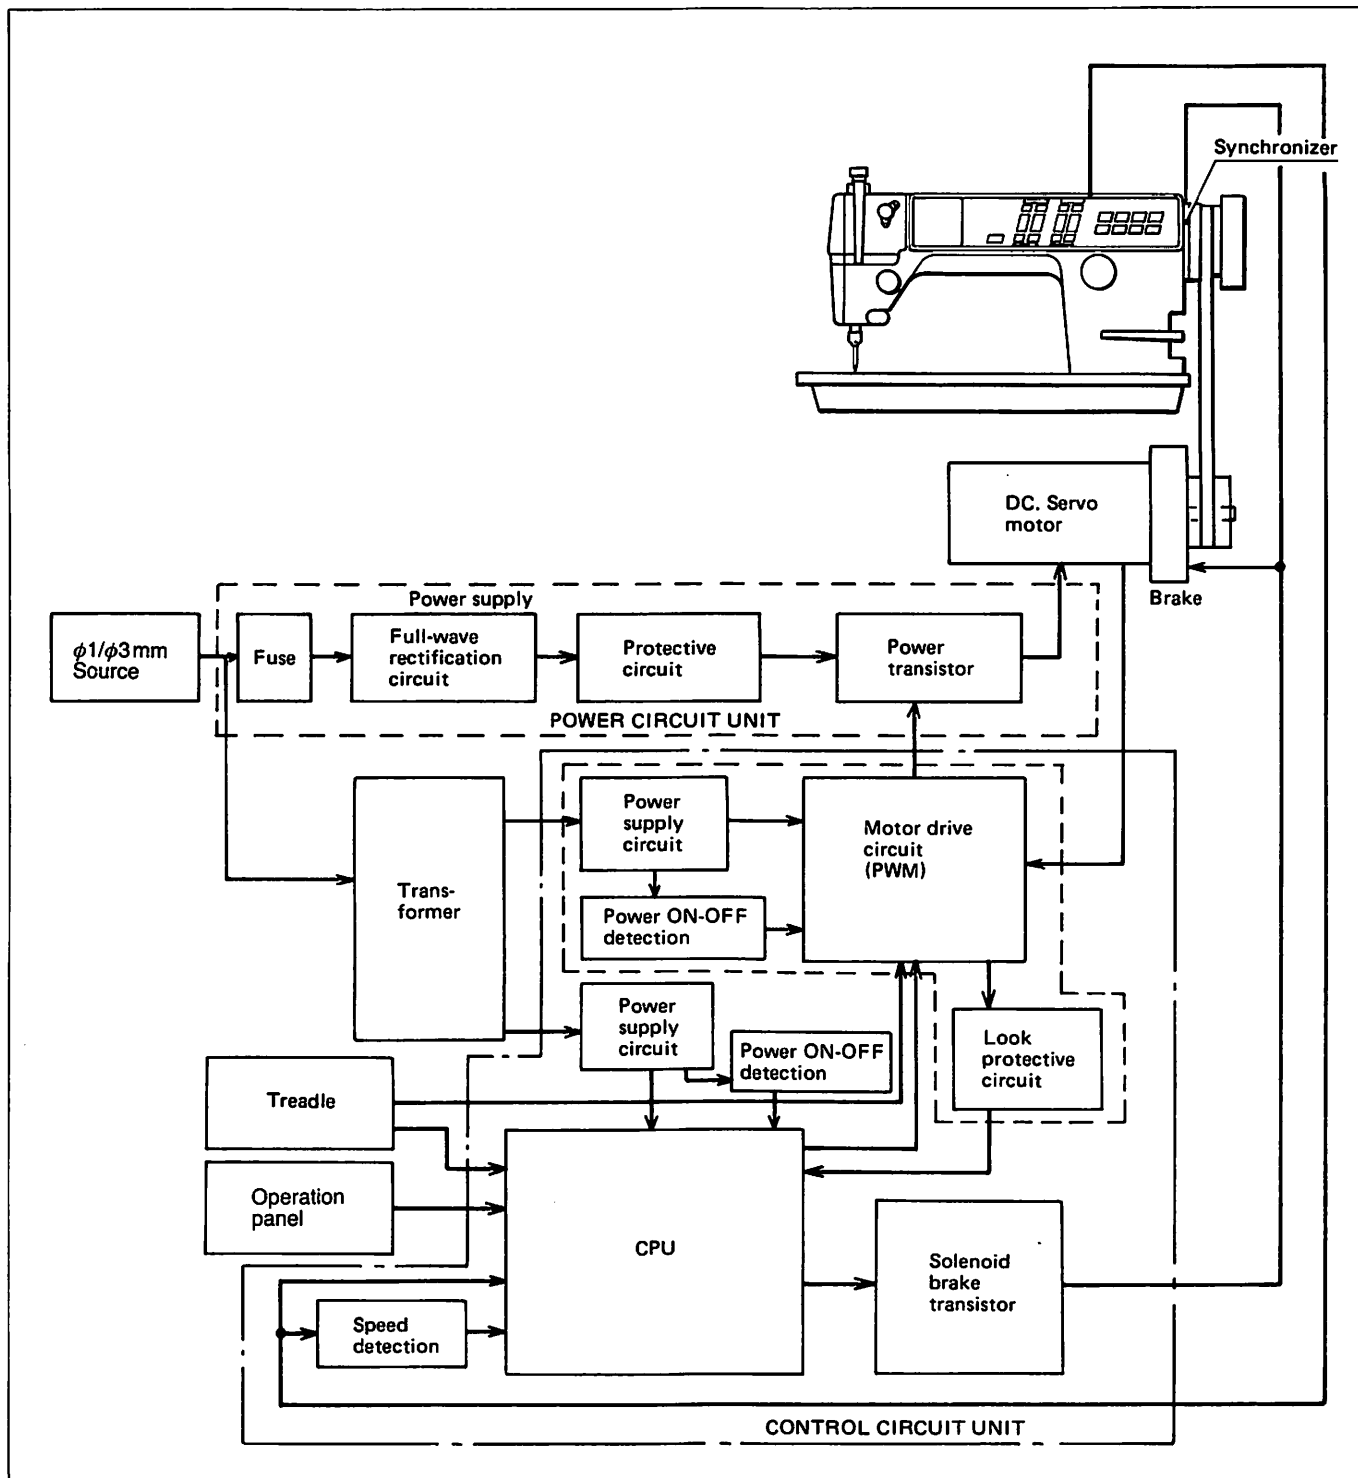 Synchronizer
DC. Servo
motor
Brake
Power supply
φ1/φ3mm
Source
Fuse
Full-wave
rectification
circuit
Protective
circuit
Power
transistor
POWER CIRCUIT UNIT
Trans-
former
Power
supply
circuit
Motor drive
circuit
(PWM)
Power ON-OFF
detection
Power
supply
circuit
Power ON-OFF
detection
Look
protective
circuit
Treadle
Operation
panel
CPU
Solenoid
brake
transistor
Speed
detection
CONTROL CIRCUIT UNIT